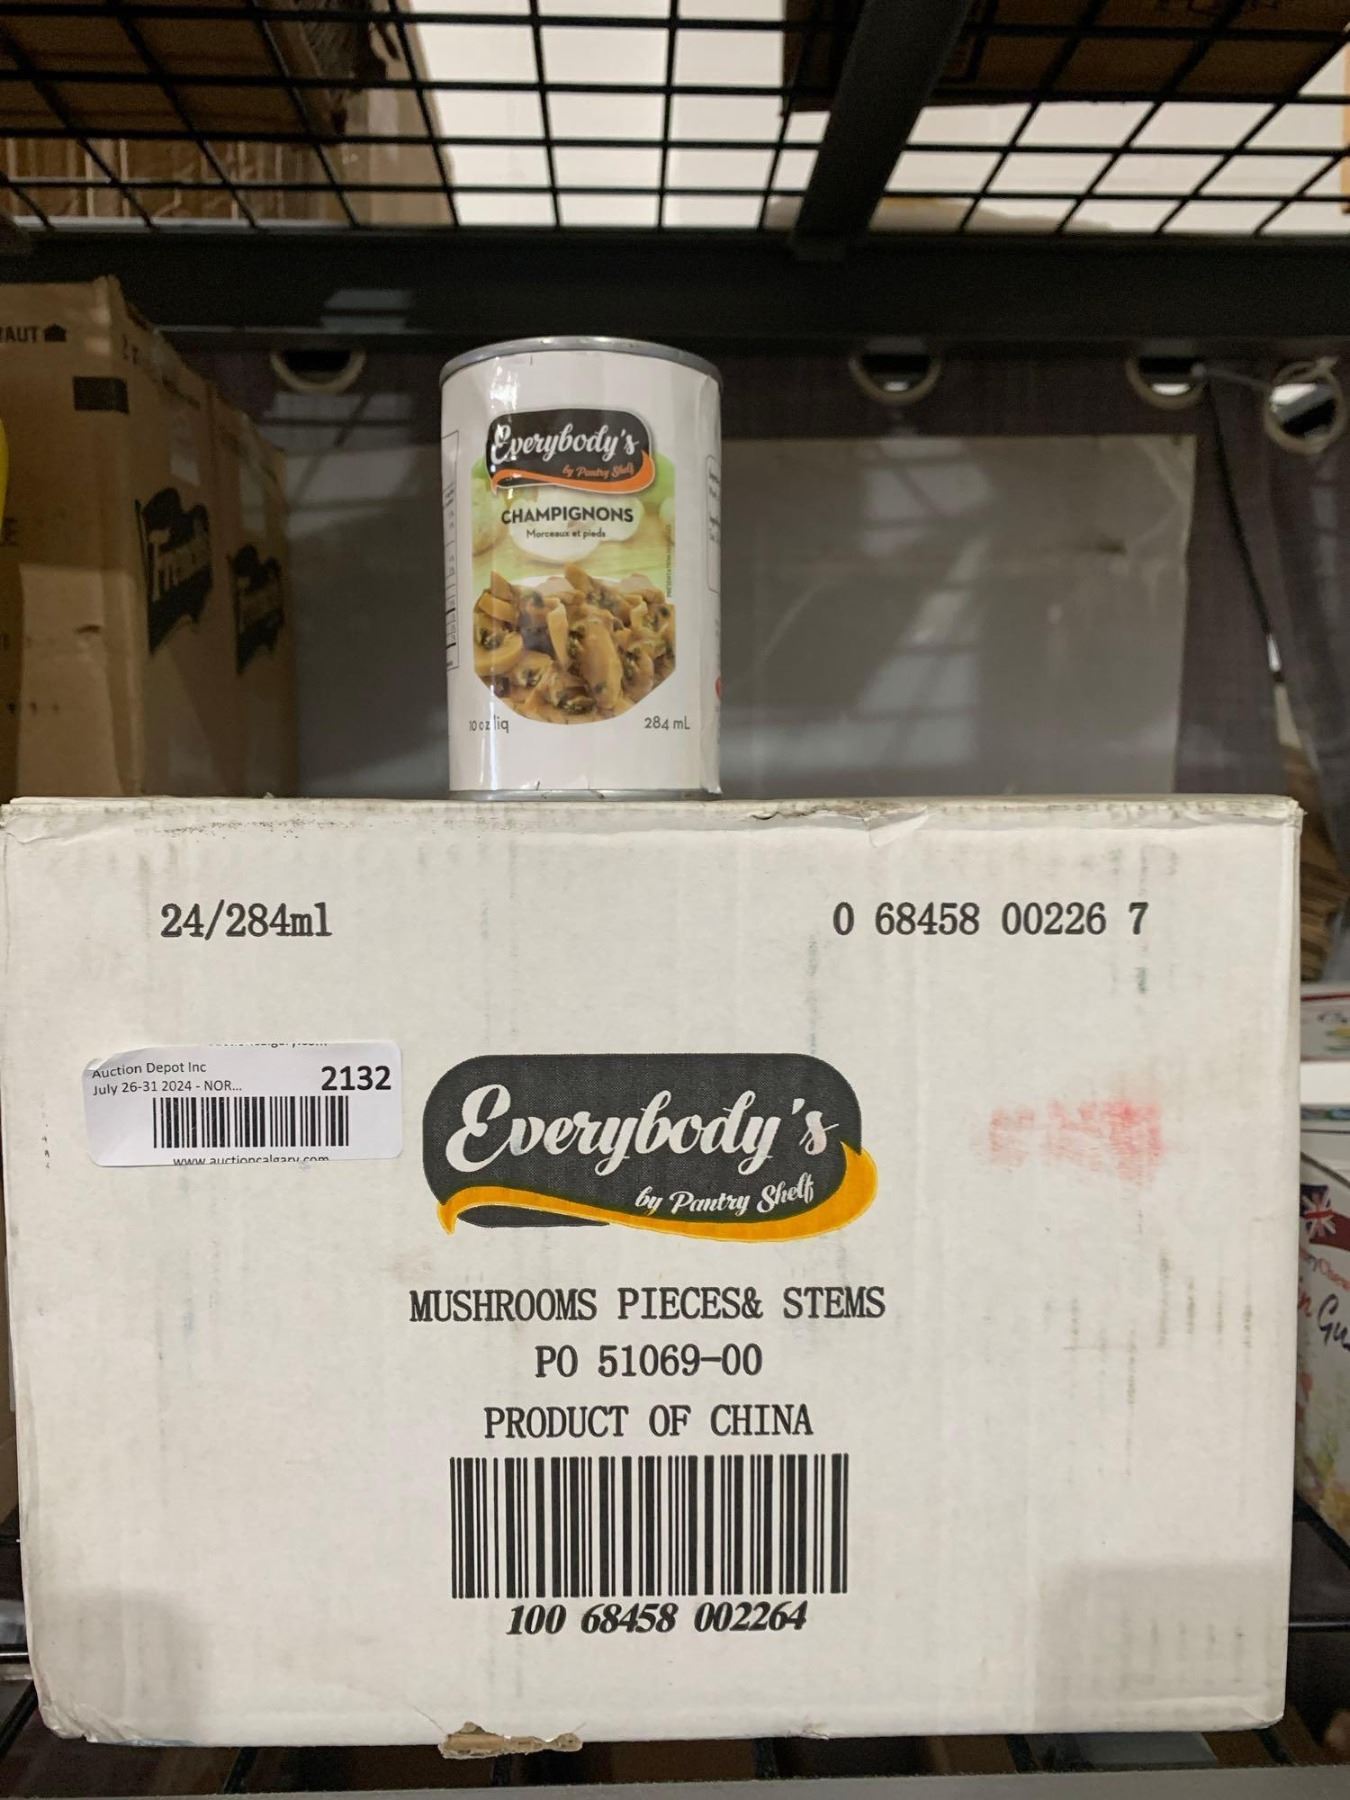 Everybody's
by Pantry Shelf
CHAMPIGNONS
Morceaux et pieds
10 oz liq
284 mL
24/284ml
0 68458 00226 7
Auction Depot Inc
July 26-31 2024 - NOR...
2132
www.auctioncalgary.com
Everybody's
by Pantry Shelf
MUSHROOMS PIECES& STEMS
PO 51069-00
PRODUCT OF CHINA
100 68458 002264